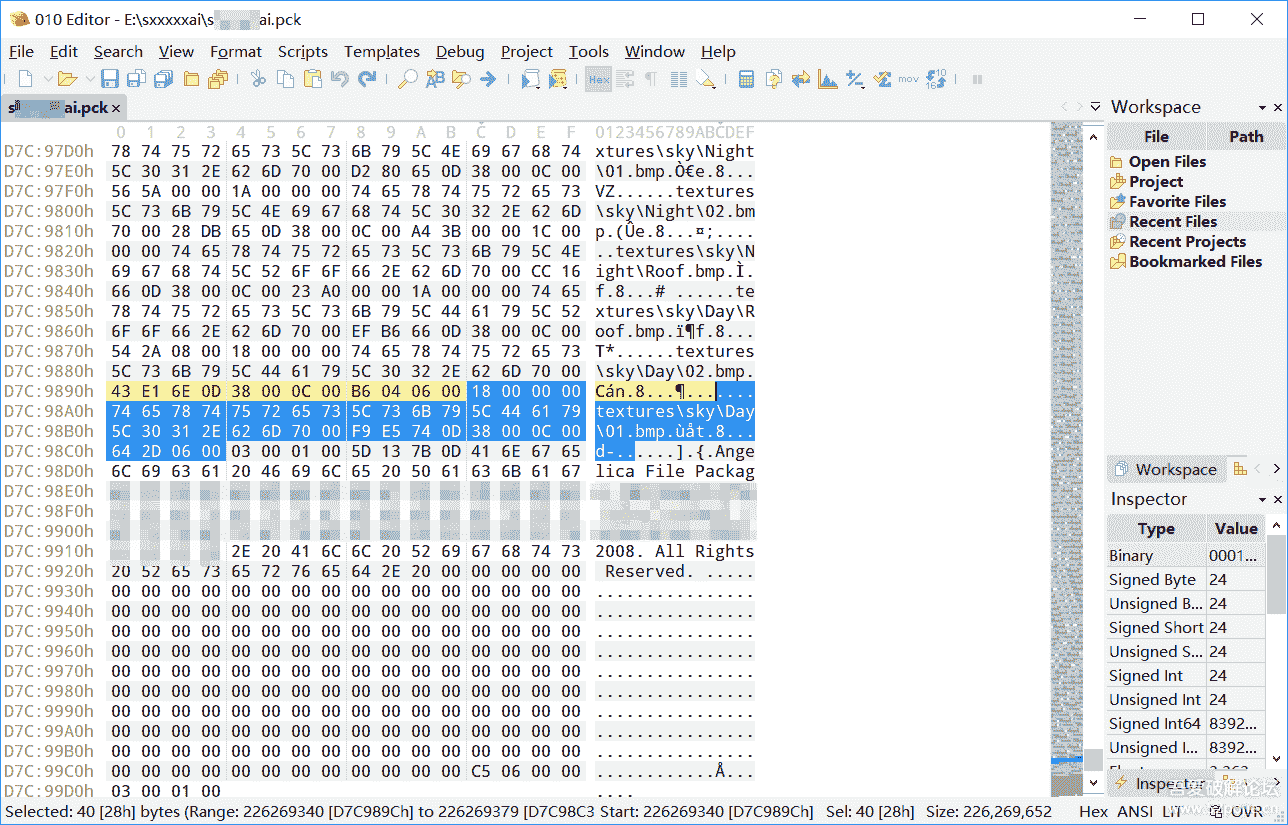 010 Editor - E:\sxxxxxai\s ai.pck
File Edit Search View Format Scripts Templates Debug Project Tools Window Help
Hex mov
ai.pck ×
Workspace
0 1 2 3 4 5 6 7 8 9 A B C D E F 0123456789ABCDEF
File Path
D7C:97D0h 78 74 75 72 65 73 5C 73 6B 79 5C 4E 69 67 68 74 xtures\sky\Night
D7C:97E0h 5C 30 31 2E 62 6D 70 00 D2 80 65 0D 38 00 0C 00 \01.bmp.Ò€e.8...
D7C:97F0h 56 5A 00 00 1A 00 00 00 74 65 78 74 75 72 65 73 VZ......textures
D7C:9800h 5C 73 6B 79 5C 4E 69 67 68 74 5C 30 32 2E 62 6D \sky\Night\02.bm
D7C:9810h 70 00 28 DB 65 0D 38 00 0C 00 A4 3B 00 00 1C 00 p.(Ûe.8...¤;....
D7C:9820h 00 00 74 65 78 74 75 72 65 73 5C 73 6B 79 5C 4E ..textures\sky\N
D7C:9830h 69 67 68 74 5C 52 6F 6F 66 2E 62 6D 70 00 CC 16 ight\Roof.bmp.Ì.
D7C:9840h 66 0D 38 00 0C 00 23 A0 00 00 1A 00 00 00 74 65 f.8...# ......te
D7C:9850h 78 74 75 72 65 73 5C 73 6B 79 5C 44 61 79 5C 52 xtures\sky\Day\R
D7C:9860h 6F 6F 66 2E 62 6D 70 00 EF B6 66 0D 38 00 0C 00 oof.bmp.ï¶f.8...
D7C:9870h 54 2A 08 00 18 00 00 00 74 65 78 74 75 72 65 73 T*......textures
D7C:9880h 5C 73 6B 79 5C 44 61 79 5C 30 32 2E 62 6D 70 00 \sky\Day\02.bmp.
D7C:9890h 43 E1 6E 0D 38 00 0C 00 B6 04 06 00 18 00 00 00 Cán.8...¶.......
D7C:98A0h 74 65 78 74 75 72 65 73 5C 73 6B 79 5C 44 61 79 textures\sky\Day
D7C:98B0h 5C 30 31 2E 62 6D 70 00 F9 E5 74 0D 38 00 0C 00 \01.bmp.ùåt.8...
D7C:98C0h 64 2D 06 00 03 00 01 00 5D 13 7B 0D 41 6E 67 65 d-......].{.Ange
D7C:98D0h 6C 69 63 61 20 46 69 6C 65 20 50 61 63 6B 61 67 lica File Packag
D7C:98E0h
D7C:98F0h
D7C:9900h
D7C:9910h 2E 20 41 6C 6C 20 52 69 67 68 74 73 2008. All Rights
D7C:9920h 20 52 65 73 65 72 76 65 64 2E 20 00 00 00 00 00 Reserved. .....
D7C:9930h 00 00 00 00 00 00 00 00 00 00 00 00 00 00 00 00 ................
D7C:9940h 00 00 00 00 00 00 00 00 00 00 00 00 00 00 00 00 ................
D7C:9950h 00 00 00 00 00 00 00 00 00 00 00 00 00 00 00 00 ................
D7C:9960h 00 00 00 00 00 00 00 00 00 00 00 00 00 00 00 00 ................
D7C:9970h 00 00 00 00 00 00 00 00 00 00 00 00 00 00 00 00 ................
D7C:9980h 00 00 00 00 00 00 00 00 00 00 00 00 00 00 00 00 ................
D7C:9990h 00 00 00 00 00 00 00 00 00 00 00 00 00 00 00 00 ................
D7C:99A0h 00 00 00 00 00 00 00 00 00 00 00 00 00 00 00 00 ................
D7C:99B0h 00 00 00 00 00 00 00 00 00 00 00 00 00 00 00 00 ................
D7C:99C0h 00 00 00 00 00 00 00 00 00 00 00 00 C5 06 00 00 ............Å...
D7C:99D0h 03 00 01 00 ....
Open Files
Project
Favorite Files
Recent Files
Recent Projects
Bookmarked Files
Workspace
Inspector
Type Value
Binary 0001...
Signed Byte 24
Unsigned B... 24
Signed Short 24
Unsigned S... 24
Signed Int 24
Unsigned Int 24
Signed Int64 8392...
Unsigned I... 8392...
Inspector
吾爱破解论坛
Selected: 40 [28h] bytes (Range: 226269340 [D7C989Ch] to 226269379 [D7C98C3 Start: 226269340 [D7C989Ch] Sel: 40 [28h] Size: 226,269,652 Hex ANSI LIT OVR